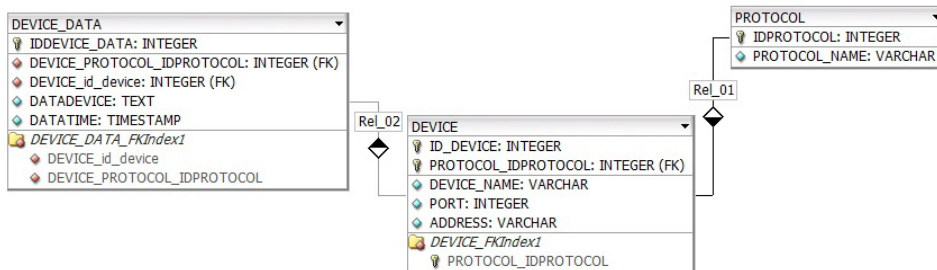 DEVICE_DATA
IDDEVICE_DATA: INTEGER
DEVICE_PROTOCOL_IDPROTOCOL: INTEGER (FK)
DEVICE_id_device: INTEGER (FK)
DATADEVICE: TEXT
DATATIME: TIMESTAMP
DEVICE_DATA_FKIndex1
DEVICE_id_device
DEVICE_PROTOCOL_IDPROTOCOL
Rel_02
DEVICE
ID_DEVICE: INTEGER
PROTOCOL_IDPROTOCOL: INTEGER (FK)
DEVICE_NAME: VARCHAR
PORT: INTEGER
ADDRESS: VARCHAR
DEVICE_FKIndex1
PROTOCOL_IDPROTOCOL
Rel_01
PROTOCOL
IDPROTOCOL: INTEGER
PROTOCOL_NAME: VARCHAR